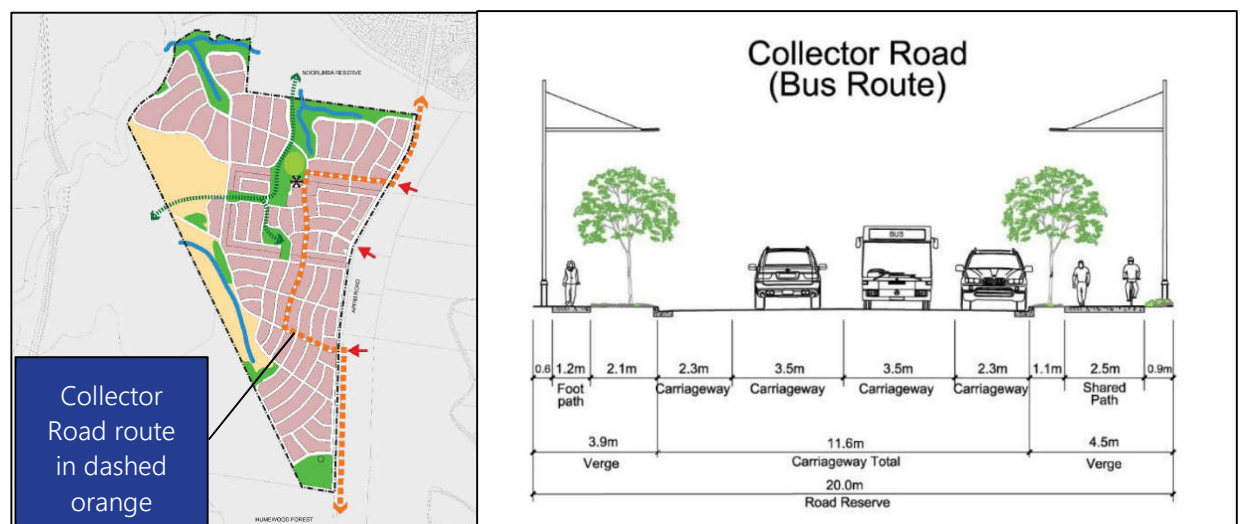 NOORUMBA RESERVE
APPIN ROAD
HUMEWOOD FOREST
Collector
Road route
in dashed
orange
Collector Road
(Bus Route)
BUS
0.6 1.2m 2.1m 2.3m 3.5m 3.5m 2.3m 1.1m 2.5m 0.9m
Foot path Carriageway Carriageway Carriageway Carriageway Shared Path
3.9m 11.6m 4.5m
Verge Carriageway Total Verge
20.0m
Road Reserve